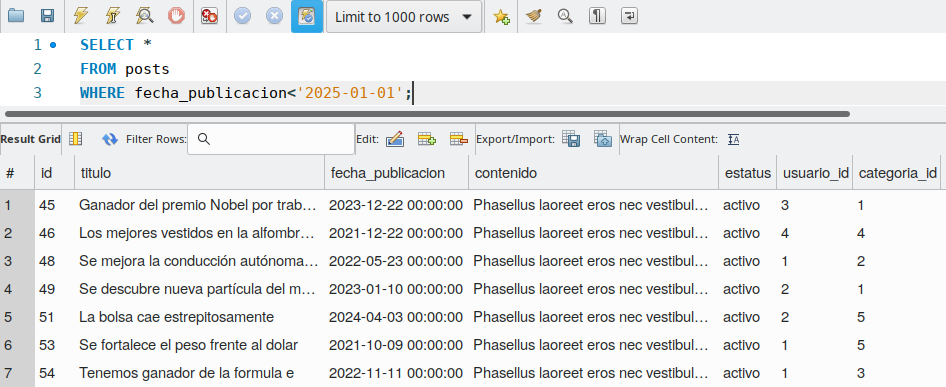 Limit to 1000 rows
1 SELECT *
2 FROM posts
3 WHERE fecha_publicacion<'2025-01-01';
Result Grid Filter Rows: Edit: Export/Import: Wrap Cell Content:
# id titulo fecha_publicacion contenido estatus usuario_id categoria_id
1 45 Ganador del premio Nobel por trab... 2023-12-22 00:00:00 Phasellus laoreet eros nec vestibul... activo 3 1
2 46 Los mejores vestidos en la alfombr... 2021-12-22 00:00:00 Phasellus laoreet eros nec vestibul... activo 4 4
3 48 Se mejora la conducción autónoma... 2022-05-23 00:00:00 Phasellus laoreet eros nec vestibul... activo 1 2
4 49 Se descubre nueva partícula del m... 2023-01-10 00:00:00 Phasellus laoreet eros nec vestibul... activo 2 1
5 51 La bolsa cae estrepitosamente 2024-04-03 00:00:00 Phasellus laoreet eros nec vestibul... activo 2 5
6 53 Se fortalece el peso frente al dolar 2021-10-09 00:00:00 Phasellus laoreet eros nec vestibul... activo 1 5
7 54 Tenemos ganador de la formula e 2022-11-11 00:00:00 Phasellus laoreet eros nec vestibul... activo 1 3